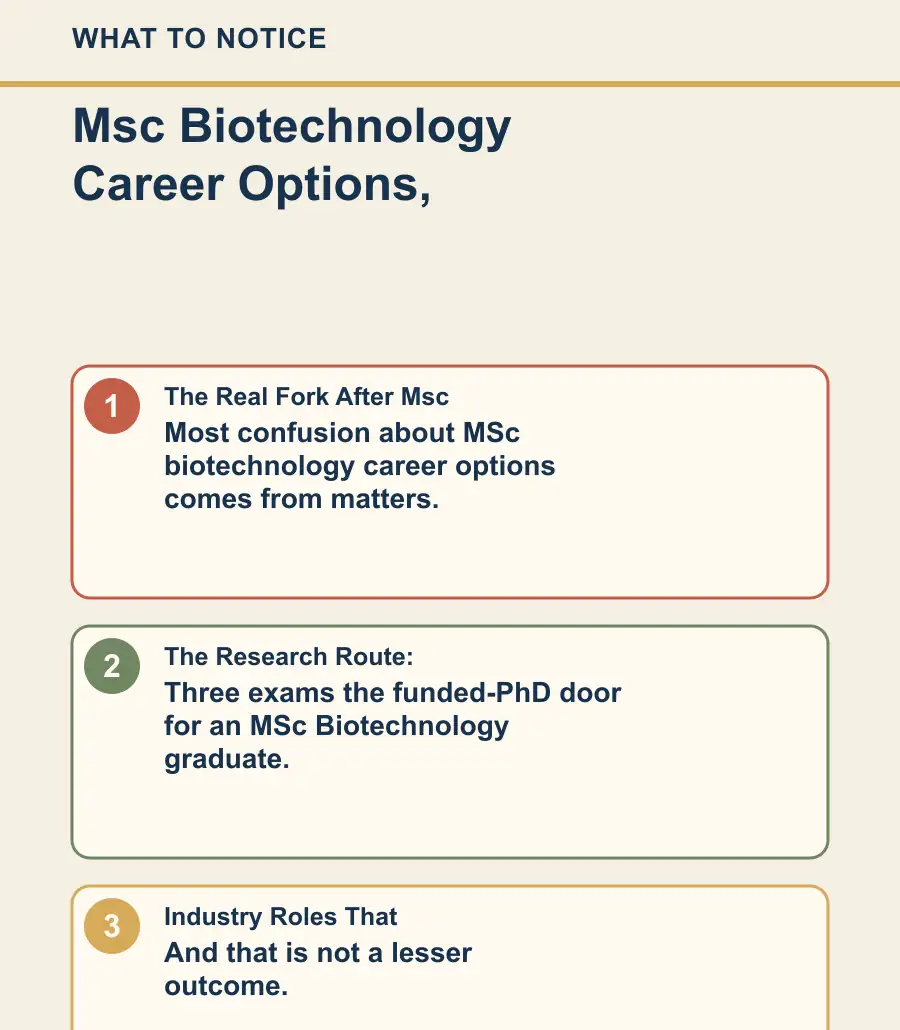 WHAT TO NOTICE
Msc Biotechnology
Career Options,
1
The Real Fork After Msc
Most confusion about MSc
biotechnology career options
comes from matters.
2
The Research Route:
Three exams the funded-PhD door
for an MSc Biotechnology
graduate.
3
Industry Roles That
And that is not a lesser
outcome.